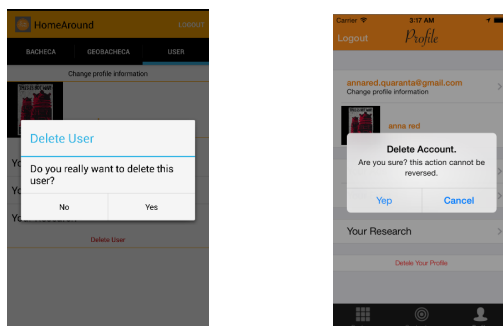 HomeAround
LOGOUT
BACHECA
GEOBACHECA
USER
Change profile information
Delete User
Do you really want to delete this
user?
No
Yes
Delete User
Carrier
3:17 AM
Logout
Profile
annared.quaranta@gmail.com
Change profile information
anna red
Delete Account.
Are you sure? this action cannot be
reversed.
Yep
Cancel
Your Research
Detele Your Profile